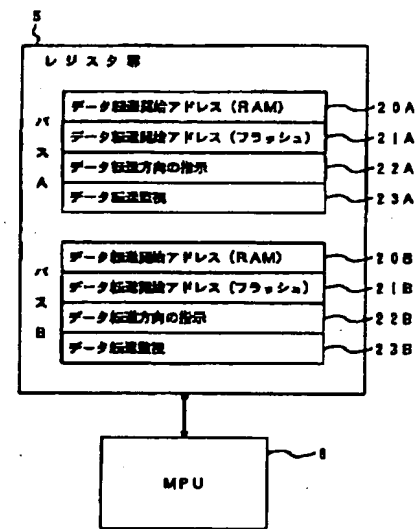 5
レジスタ群
バスA
データ転送開始アドレス(RAM) 20A
データ転送開始アドレス(フラッシュ) 21A
データ転送方向の指示 22A
データ転送監視 23A
バスB
データ転送開始アドレス(RAM) 20B
データ転送開始アドレス(フラッシュ) 21B
データ転送方向の指示 22B
データ転送監視 23B
MPU